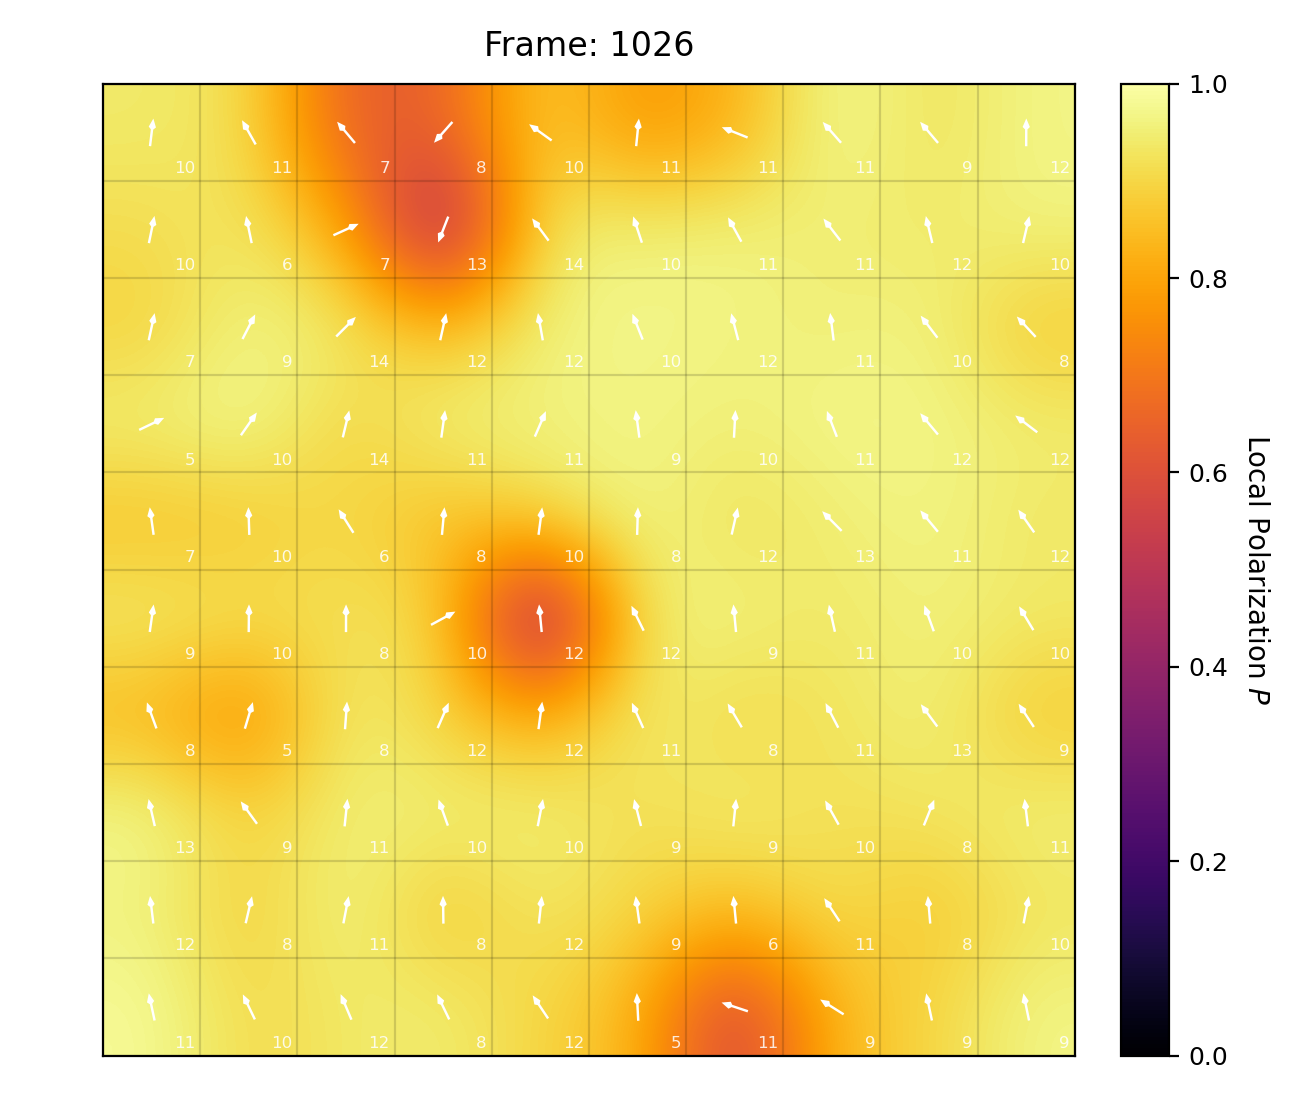 Frame: 1026
10 11 7 8 10 11 11 11 9 12
10 6 7 13 14 10 11 11 12 10
7 9 14 12 12 10 12 11 10 8
5 10 14 11 11 9 10 11 12 12
7 10 6 8 10 8 12 13 11 12
9 10 8 10 12 12 9 11 10 10
8 5 8 12 12 11 8 11 13 9
13 9 11 10 10 9 9 10 8 11
12 8 11 8 12 9 6 11 8 10
11 10 12 8 12 5 11 9 9 9
1.0
0.8
0.6
0.4
0.2
0.0
Local Polarization P